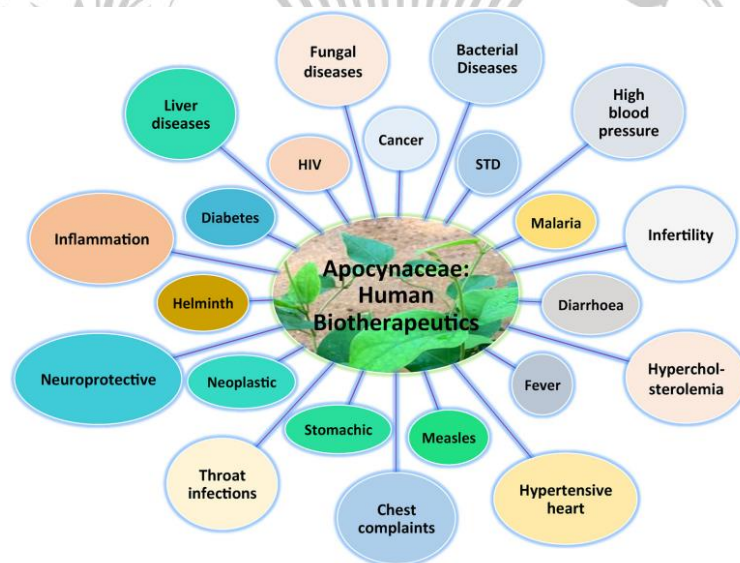 Fungal
diseases
Bacterial
Diseases
High
blood
pressure
Liver
diseases
Cancer
HIV
STD
Diabetes
Malaria
Inflammation
Infertility
Apocynaceae:
Human
Biotherapeutics
Helminth
Diarrhoea
Neuroprotective
Neoplastic
Fever
Hyperchol-
sterolemia
Stomachic
Measles
Throat
infections
Chest
complaints
Hypertensive
heart